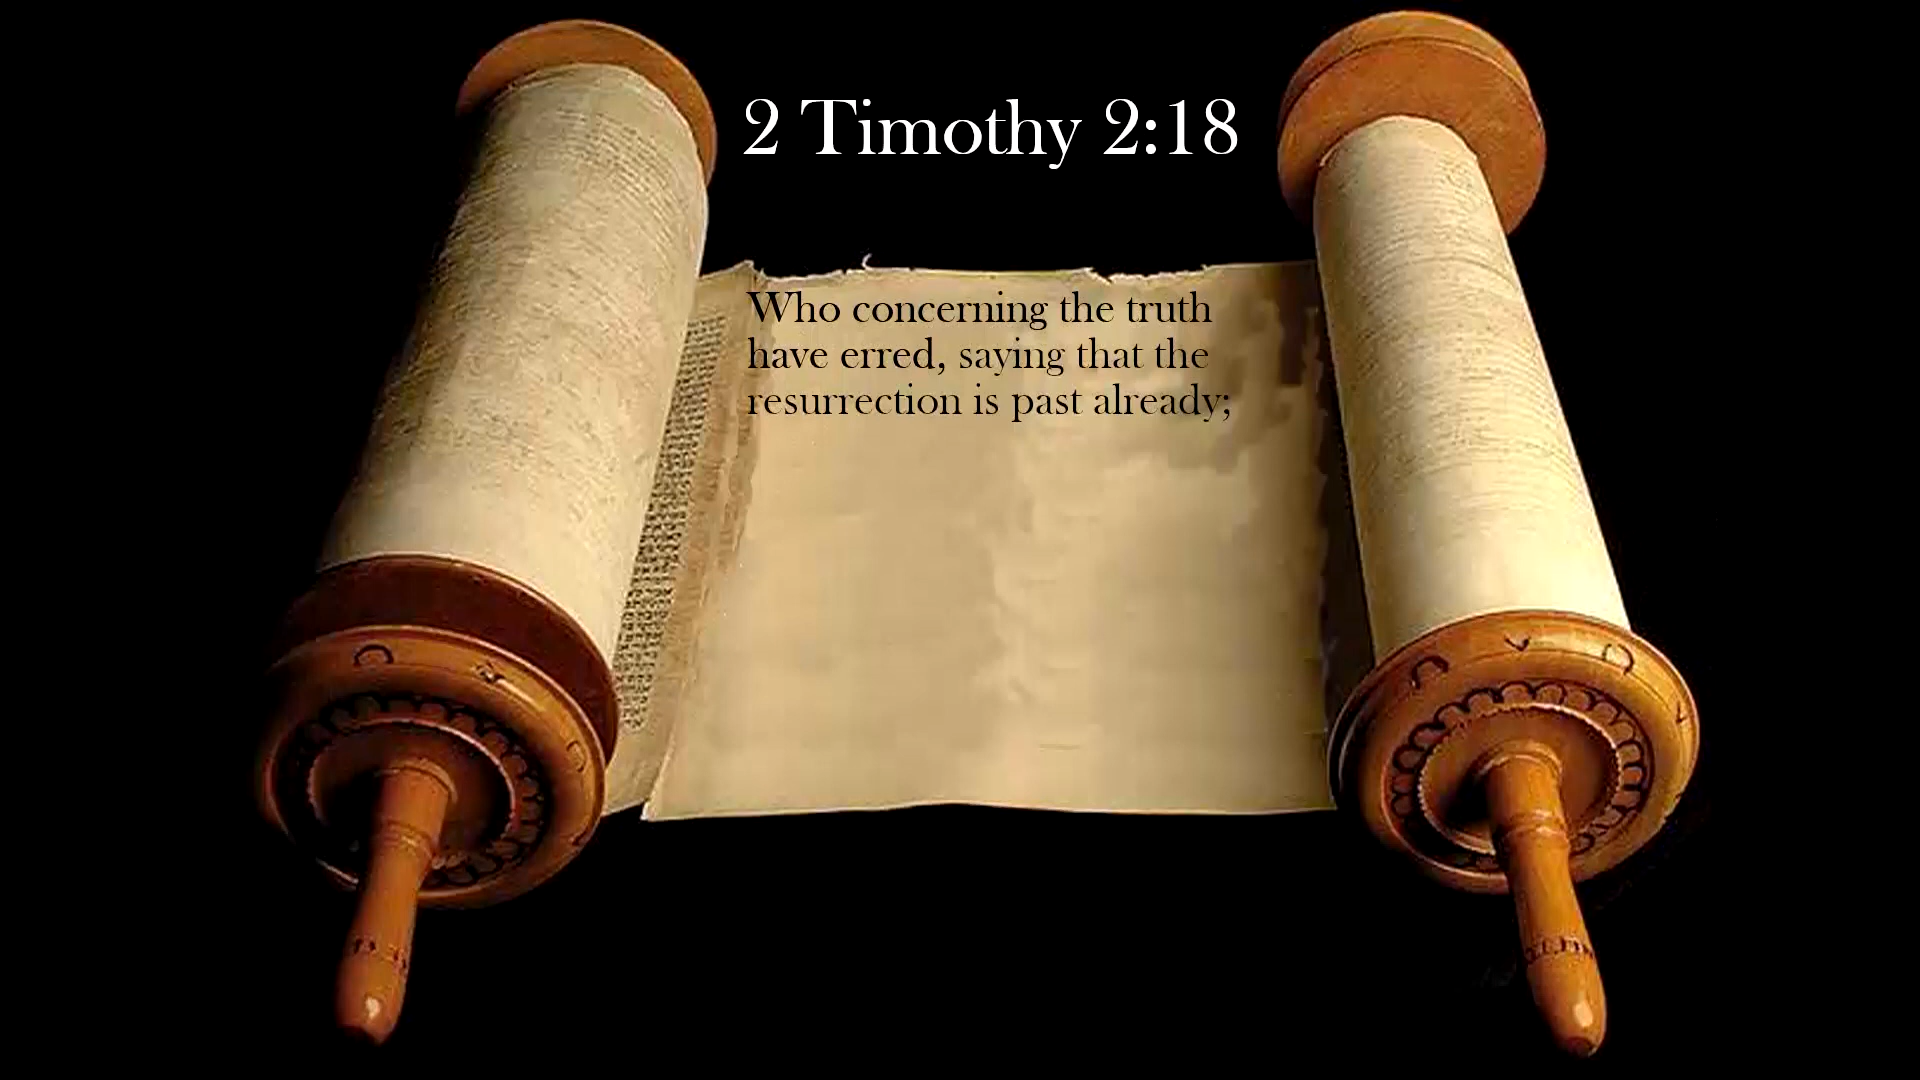 2 Timothy 2:18
Who concerning the truth
have erred, saying that the
resurrection is past already;